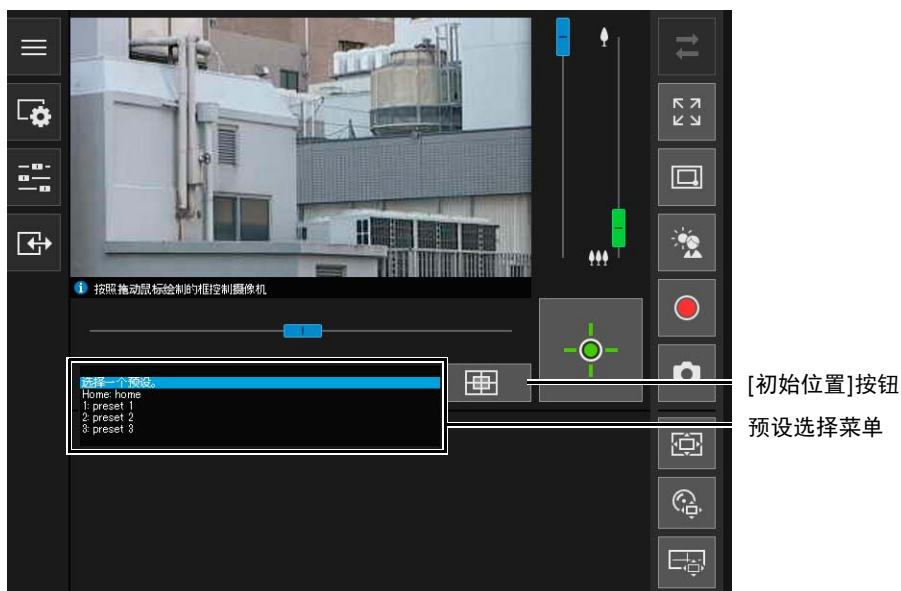 按照拖动鼠标绘制的框控制摄像机
选择一个预设。
Home: home
1: preset 1
2: preset 2
3: preset 3
[初始位置]按钮
预设选择菜单